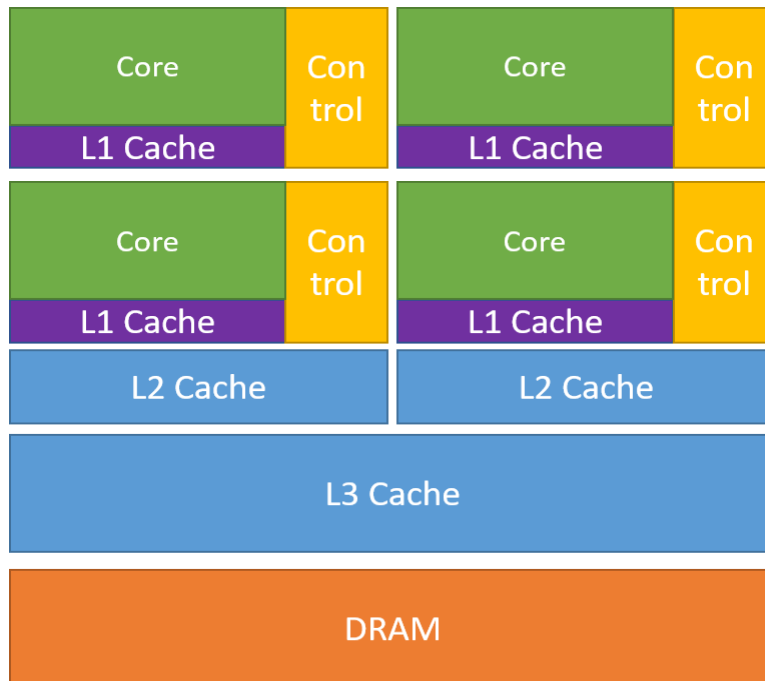 Core
Con
trol
L1 Cache
Core
Con
trol
L1 Cache
Core
Con
trol
L1 Cache
Core
Con
trol
L1 Cache
L2 Cache
L2 Cache
L3 Cache
DRAM